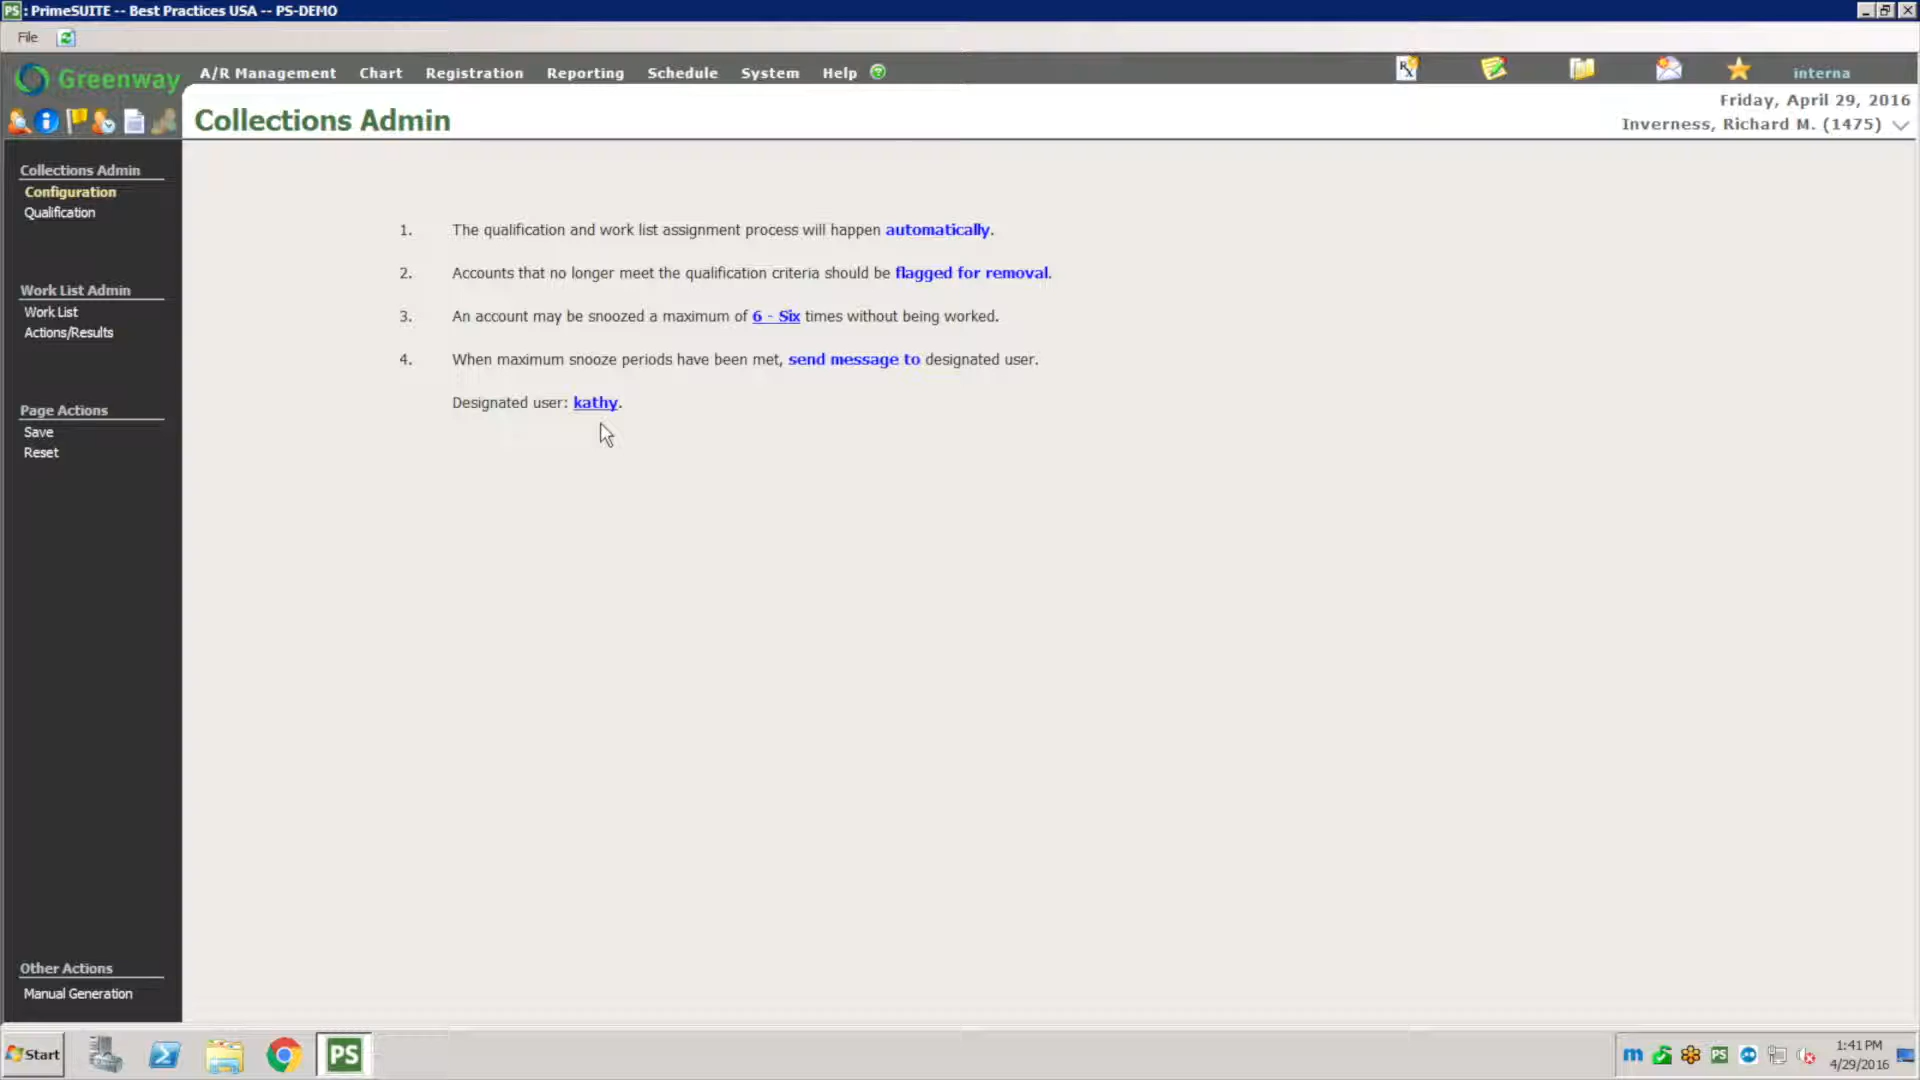 PS : PrimeSUITE -- Best Practices USA -- PS-DEMO
File
Greenway
A/R Management Chart Registration Reporting Schedule System Help ?
Rx
interna
Collections Admin
Friday, April 29, 2016
Inverness, Richard M. (1475)
Collections Admin
Configuration
Qualification
Work List Admin
Work List
Actions/Results
Page Actions
Save
Reset
Other Actions
Manual Generation
1. The qualification and work list assignment process will happen automatically.
2. Accounts that no longer meet the qualification criteria should be flagged for removal.
3. An account may be snoozed a maximum of 6 - Six times without being worked.
4. When maximum snooze periods have been met, send message to designated user.
Designated user: kathy.
Start
PS
m
PS
1:41 PM
4/29/2016